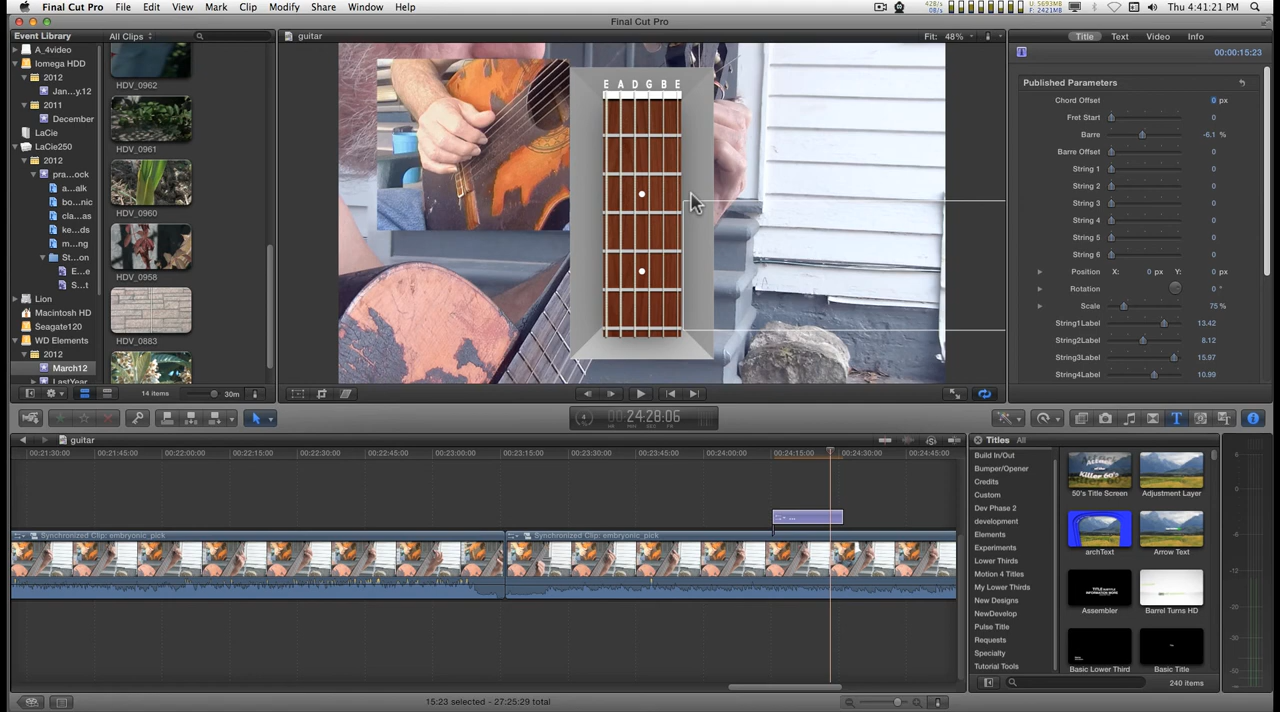 Final Cut Pro File Edit View Mark Clip Modify Share Window Help
Thu 4:41:21 PM
Final Cut Pro
Event Library
All Clips
guitar
Fit: 48%
Title Text Video Info
A_4video
Iomega HDD
2012
Jan…y.12
2011
December
LaCie
LaCie250
2012
pra…ock
a…alk
bo…nic
cla…as
ke…ds
m…ng
St…on
E…e
S…t
Lion
Macintosh HD
Seagate120
WD Elements
2012
March12
LastYear
HDV_0962
HDV_0961
HDV_0960
HDV_0958
HDV_0883
14 items
30m
E A D G B E
00:00:15:23
Published Parameters
Chord Offset 0 px
Fret Start 0
Barre -6.1 %
Barre Offset 0
String 1 0
String 2 0
String 3 0
String 4 0
String 5 0
String 6 0
Position X: 0 px Y: 0 px
Rotation 0 °
Scale 75 %
String1Label 13.42
String2Label 8.12
String3Label 15.97
String4Label 10.99
24:28:06
guitar
00:21:30:00 00:21:45:00 00:22:00:00 00:22:15:00 00:22:30:00 00:22:45:00 00:23:00:00 00:23:15:00 00:23:30:00 00:23:45:00 00:24:00:00 00:24:15:00 00:24:30:00 00:24:45:00
Synchronized Clip: embryonic_pick
Synchronized Clip: embryonic_pick
Titles All
Build In/Out
Bumper/Opener
Credits
Custom
Dev Phase 2
development
Elements
Experiments
Lower Thirds
Motion 4 Titles
My Lower Thirds
New Designs
NewDevelop
Pulse Title
Requests
Specialty
Tutorial Tools
50's Title Screen
Adjustment Layer
archText
Arrow Text
Assembler
Barrel Turns HD
Basic Lower Third
Basic Title
240 items
15:23 selected - 27:25:29 total